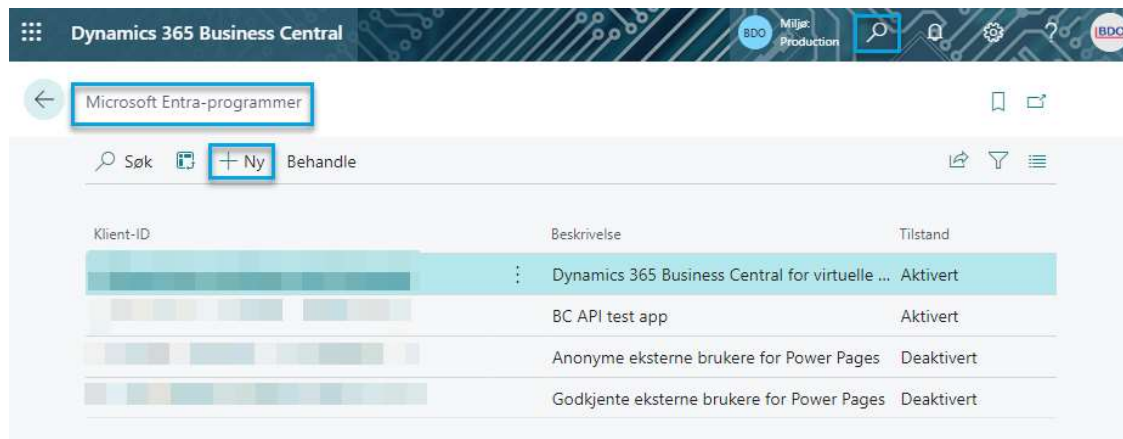 Dynamics 365 Business Central
BDO
Miljø:
Production
?
BDO
Microsoft Entra-programmer
Søk
+ Ny
Behandle
Klient-ID
Beskrivelse
Tilstand
Dynamics 365 Business Central for virtuelle ... Aktivert
BC API test app Aktivert
Anonyme eksterne brukere for Power Pages Deaktivert
Godkjente eksterne brukere for Power Pages Deaktivert